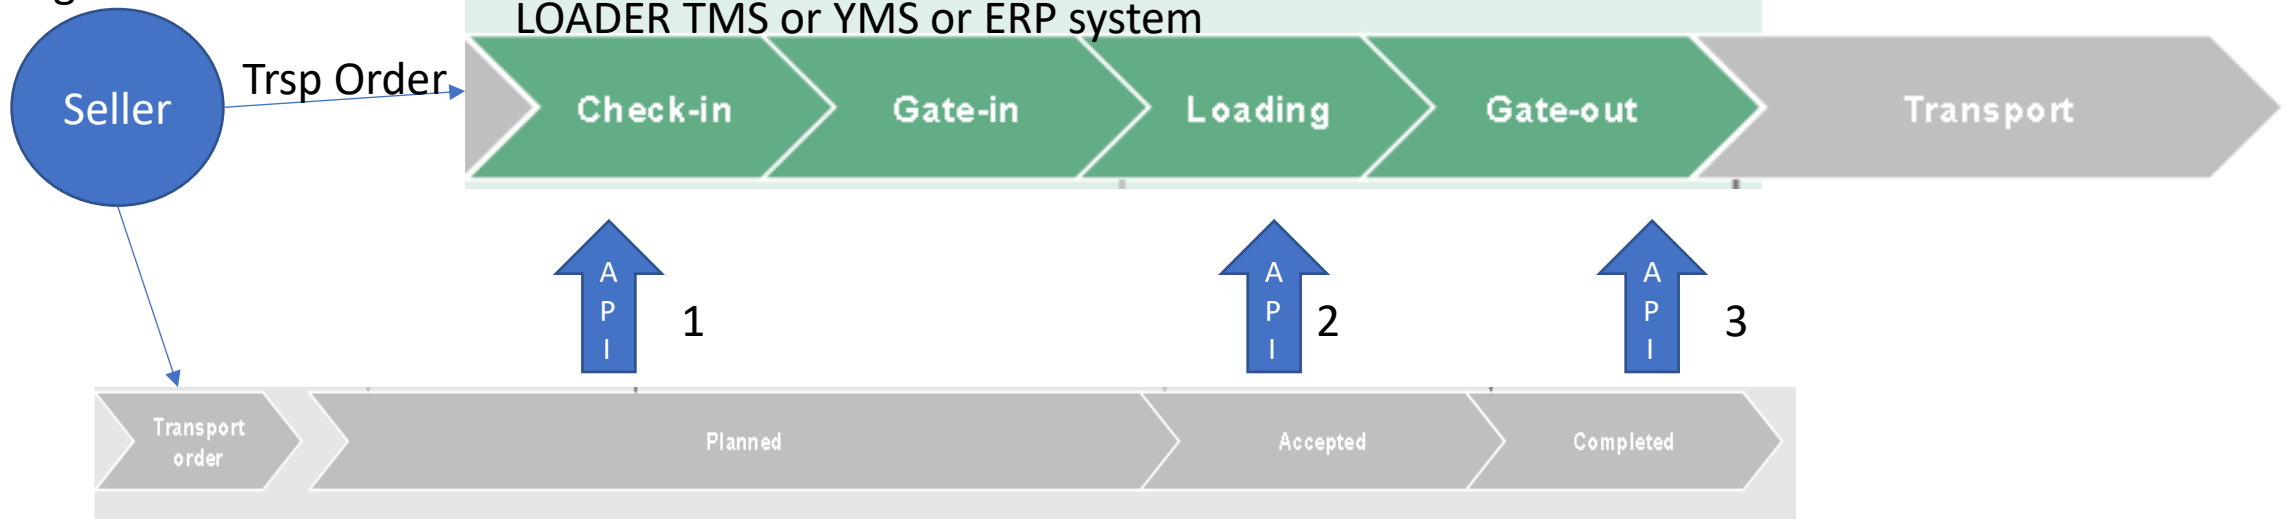 LOADER TMS or YMS or ERP system
Seller
Trsp Order
Check-in
Gate-in
Loading
Gate-out
Transport
A
P
I
1
A
P
I
2
A
P
I
3
Transport
order
Planned
Accepted
Completed